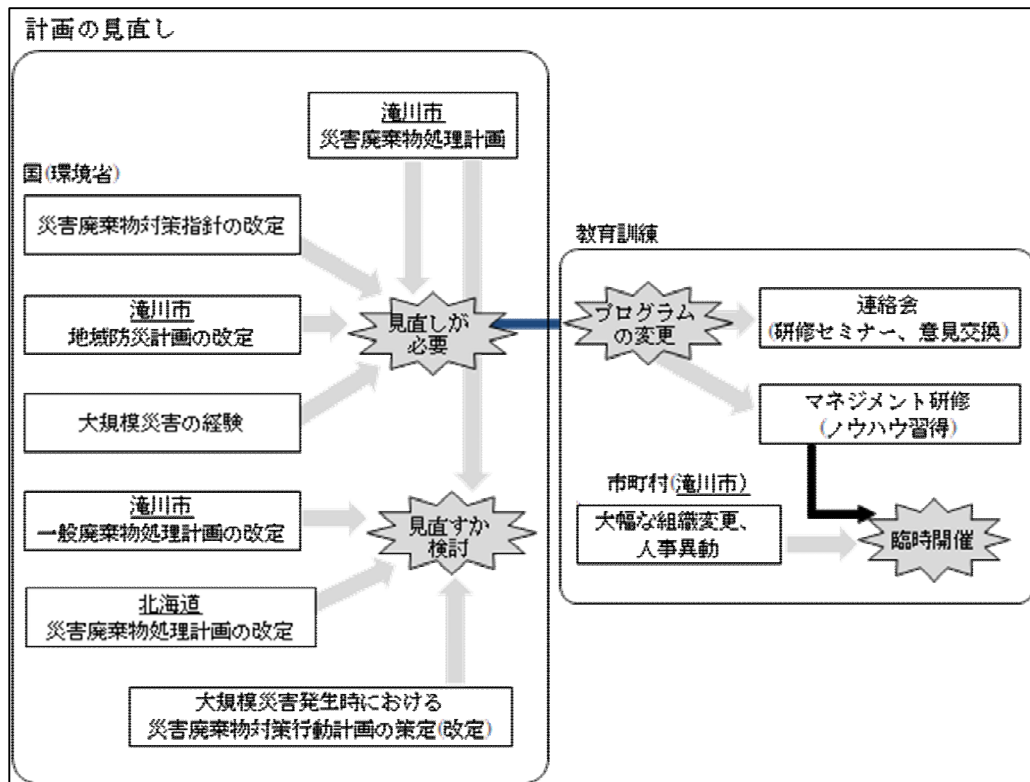 計画の見直し
滝川市
災害廃棄物処理計画
国(環境省)
災害廃棄物対策指針の改定
滝川市
地域防災計画の改定
大規模災害の経験
見直しが
必要
滝川市
一般廃棄物処理計画の改定
北海道
災害廃棄物処理計画の改定
見直すか
検討
大規模災害発生時における
災害廃棄物対策行動計画の策定(改定)
教育訓練
プログラム
の変更
連絡会
(研修セミナー、意見交換)
マネジメント研修
(ノウハウ習得)
市町村(滝川市)
大幅な組織変更、
人事異動
臨時開催